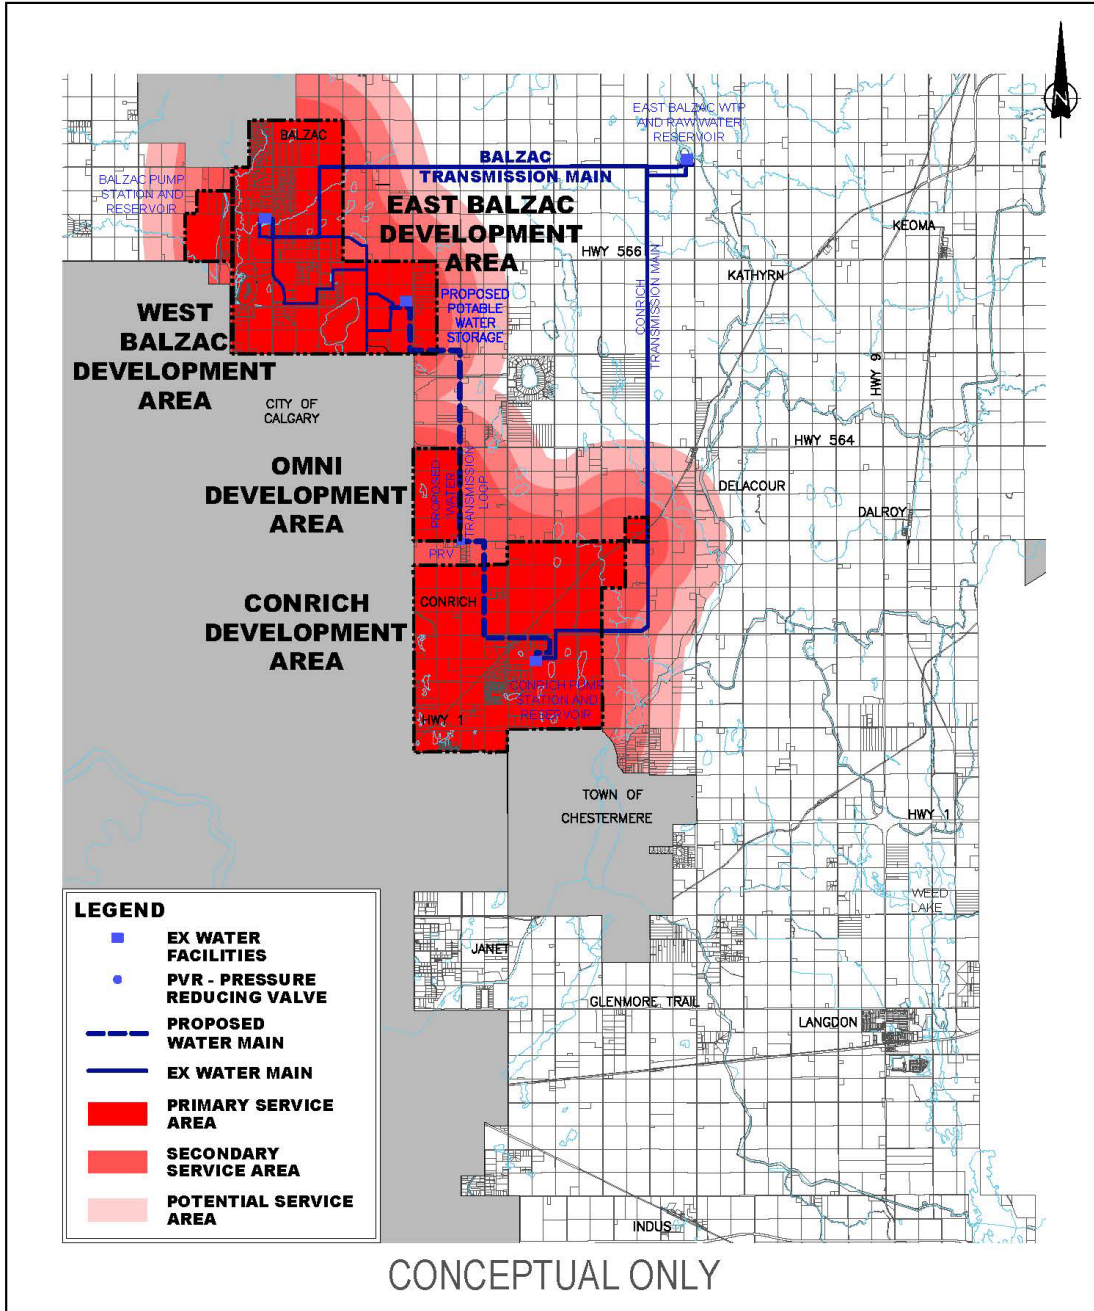 N
EAST BALZAC WTP
AND RAW WATER
RESERVOIR
BALZAC
BALZAC
TRANSMISSION MAIN
BALZAC PUMP
STATION AND
RESERVOIR
EAST BALZAC
DEVELOPMENT
AREA
HWY 566
KEOMA
KATHYRN
CONRICH
TRANSMISSION MAIN
PROPOSED
POTABLE
WATER
STORAGE
WEST
BALZAC
DEVELOPMENT
AREA
CITY OF
CALGARY
HWY 9
HWY 564
OMNI
DEVELOPMENT
AREA
PROPOSED
WATER
TRANSMISSION
LOOP
DELACOUR
DALROY
PRV
CONRICH
CONRICH
DEVELOPMENT
AREA
CONRICH PUMP
STATION AND
RESERVOIR
HWY 1
TOWN OF
CHESTERMERE
HWY 1
WEED
LAKE
JANET
GLENMORE TRAIL
LANGDON
INDUS
LEGEND
EX WATER
FACILITIES
PVR - PRESSURE
REDUCING VALVE
PROPOSED
WATER MAIN
EX WATER MAIN
PRIMARY SERVICE
AREA
SECONDARY
SERVICE AREA
POTENTIAL SERVICE
AREA
CONCEPTUAL ONLY